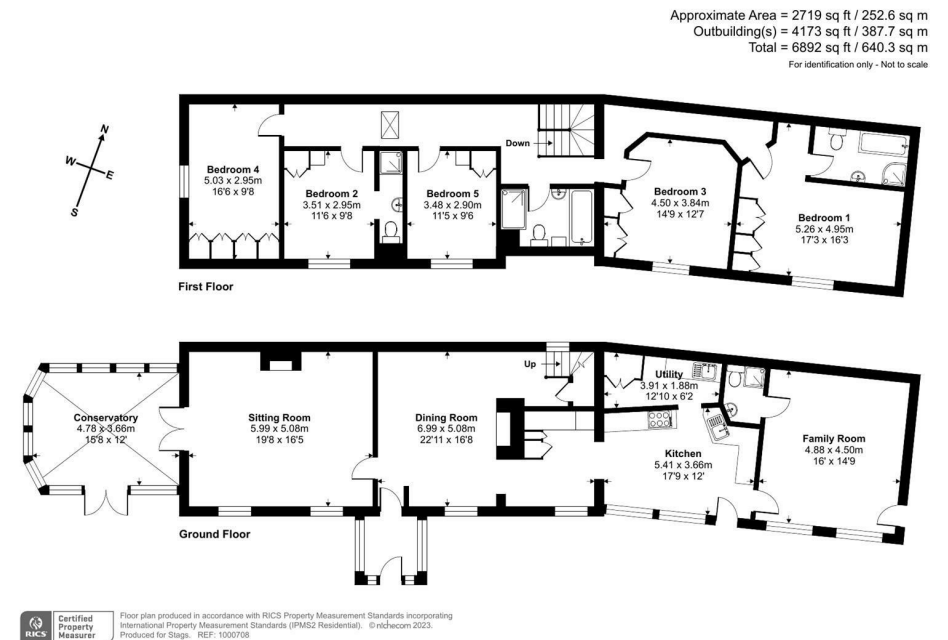 Approximate Area = 2719 sq ft / 252.6 sq m
Outbuilding(s) = 4173 sq ft / 387.7 sq m
Total = 6892 sq ft / 640.3 sq m
For identification only - Not to scale
N
W
E
S
Bedroom 4
5.03 x 2.95m
16'6 x 9'8
Bedroom 2
3.51 x 2.95m
11'6 x 9'8
Bedroom 5
3.48 x 2.90m
11'5 x 9'6
Down
Bedroom 3
4.50 x 3.84m
14'9 x 12'7
Bedroom 1
5.26 x 4.95m
17'3 x 16'3
First Floor
Conservatory
4.78 x 3.66m
15'8 x 12'
Sitting Room
5.99 x 5.08m
19'8 x 16'5
Dining Room
6.99 x 5.08m
22'11 x 16'8
Up
Utility
3.91 x 1.88m
12'10 x 6'2
Kitchen
5.41 x 3.66m
17'9 x 12'
Family Room
4.88 x 4.50m
16' x 14'9
Ground Floor
RICS
Certified
Property
Measurer
Floor plan produced in accordance with RICS Property Measurement Standards incorporating
International Property Measurement Standards (IPMS2 Residential). © ntchecom 2023.
Produced for Stags. REF: 1000708